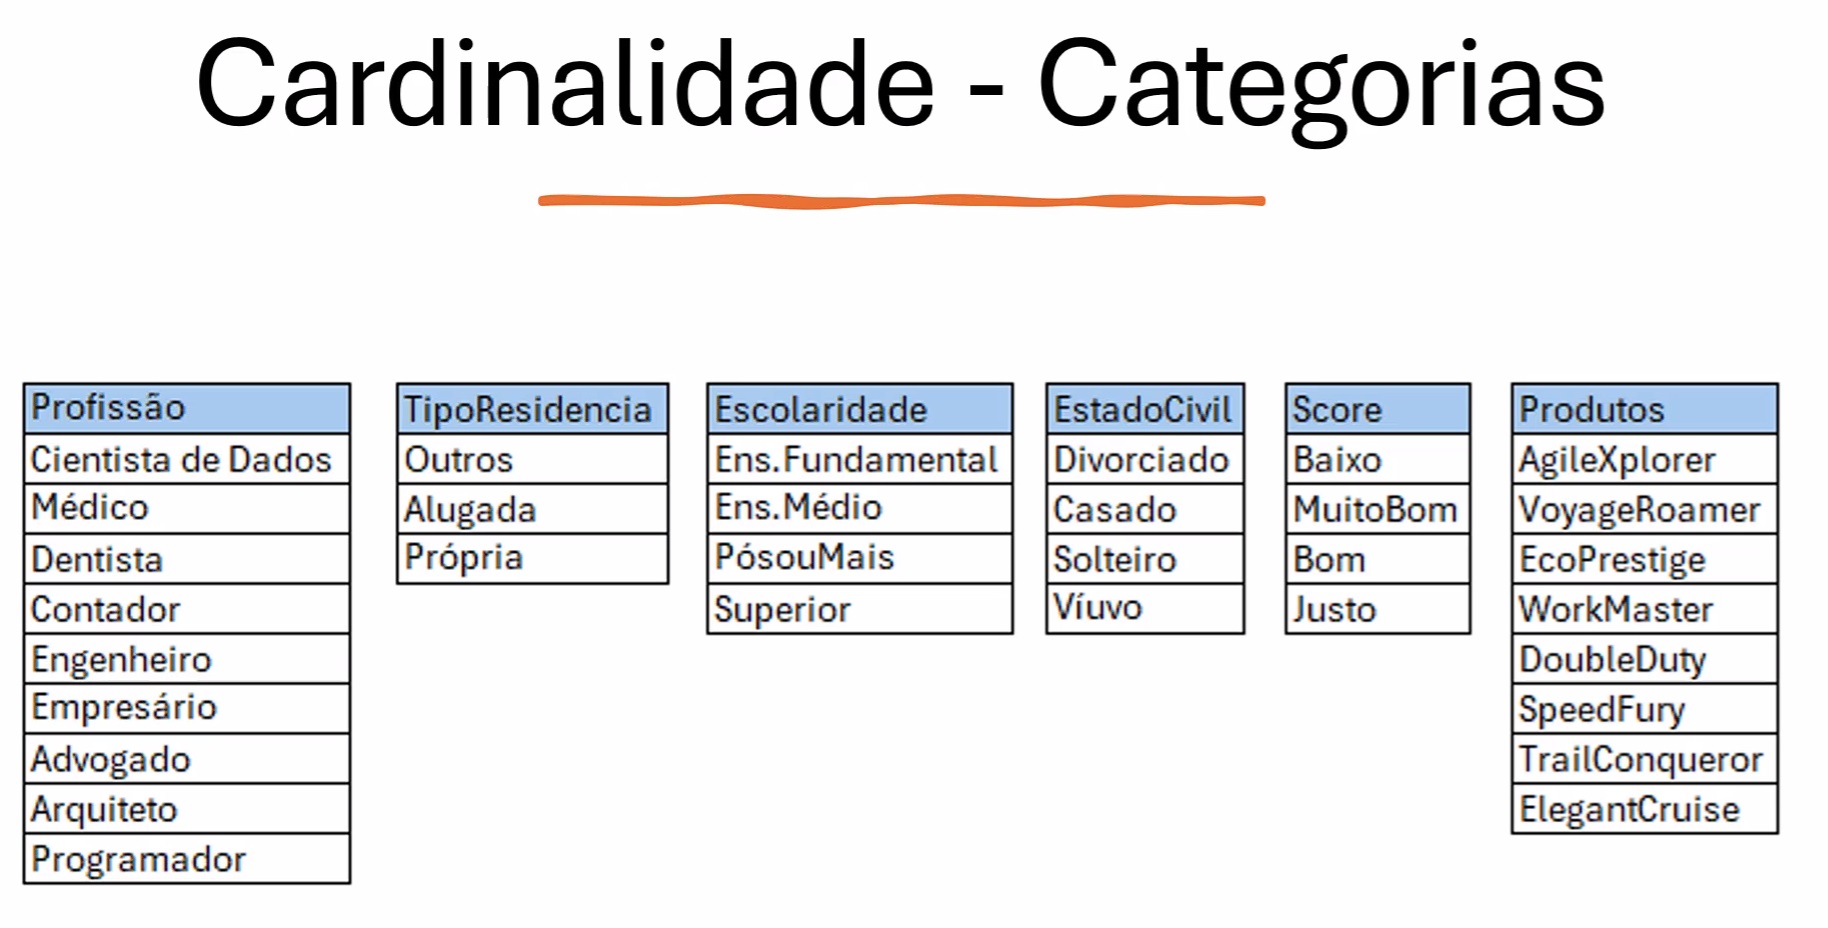 Cardinalidade - Categorias
Profissão
Cientista de Dados
Médico
Dentista
Contador
Engenheiro
Empresário
Advogado
Arquiteto
Programador
TipoResidencia
Outros
Alugada
Própria
Escolaridade
Ens.Fundamental
Ens.Médio
PósouMais
Superior
EstadoCivil
Divorciado
Casado
Solteiro
Víuvo
Score
Baixo
MuitoBom
Bom
Justo
Produtos
AgileXplorer
VoyageRoamer
EcoPrestige
WorkMaster
DoubleDuty
SpeedFury
TrailConqueror
ElegantCruise